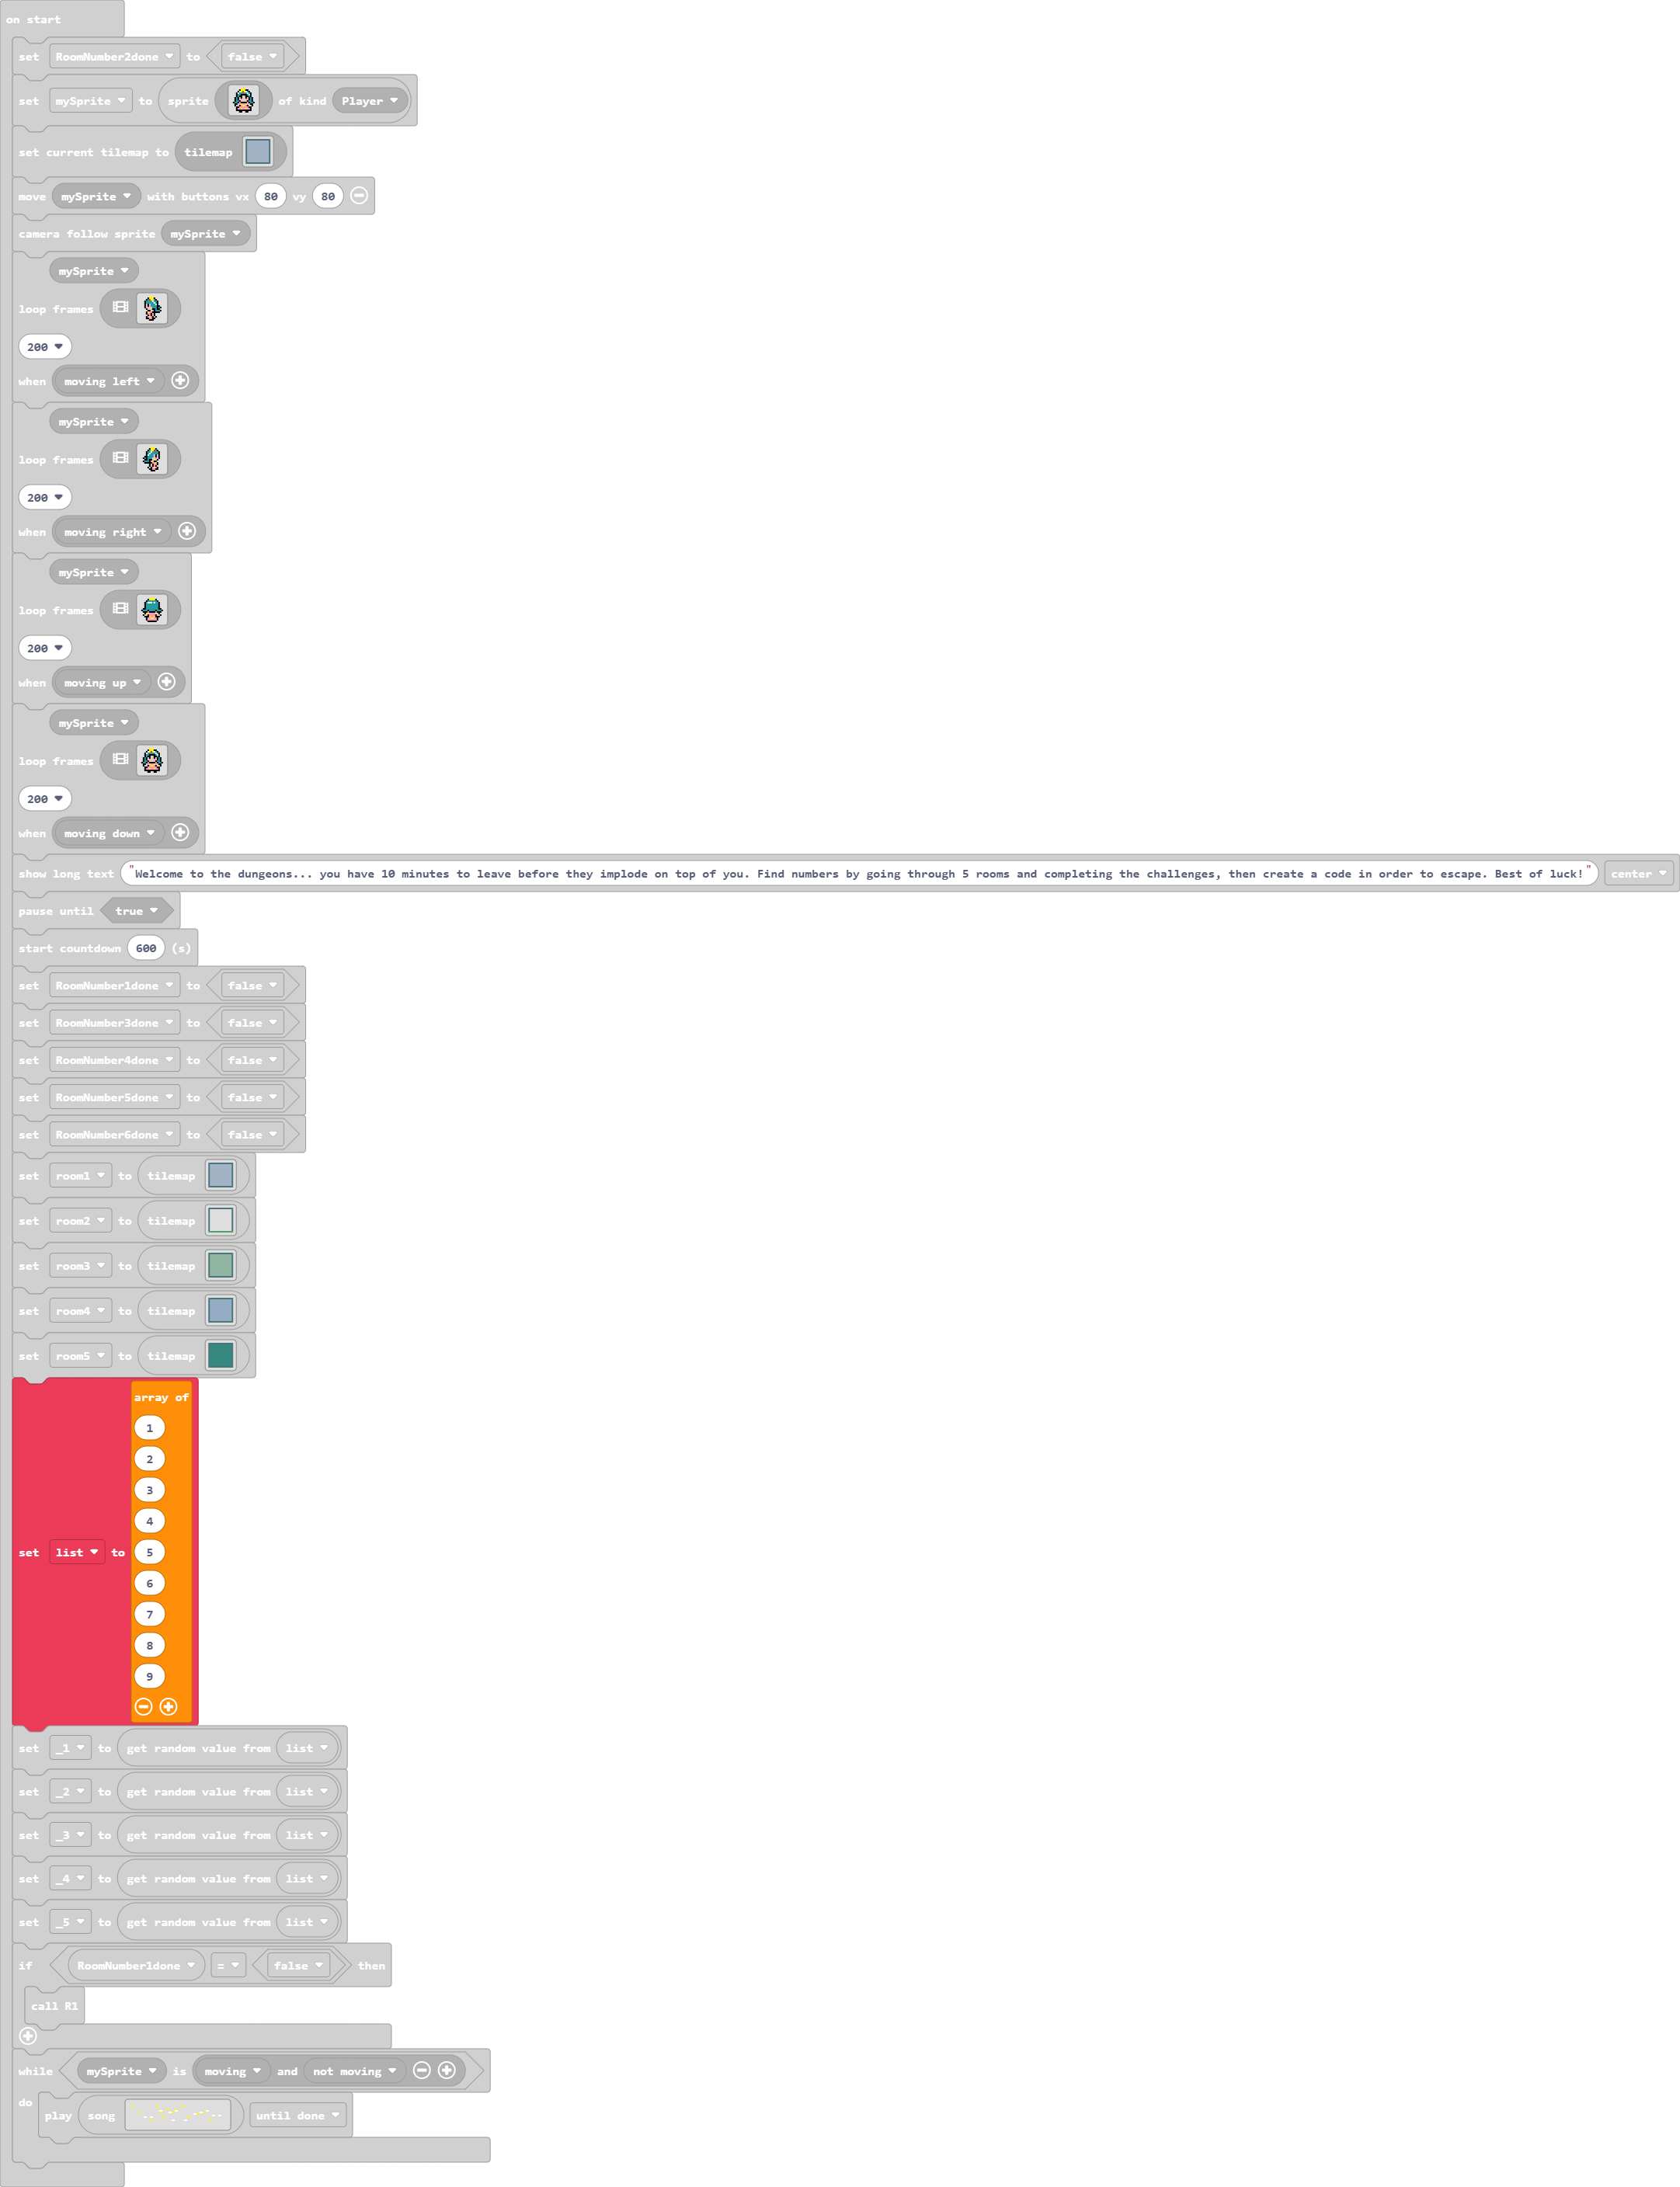 on start
set RoomNumber2done to false
set mySprite to sprite of kind Player
set current tilemap to tilemap
move mySprite with buttons vx 80 vy 80
camera follow sprite mySprite
mySprite
loop frames
200
when moving left
mySprite
loop frames
200
when moving right
mySprite
loop frames
200
when moving up
mySprite
loop frames
200
when moving down
show long text "Welcome to the dungeons... you have 10 minutes to leave before they implode on top of you. Find numbers by going through 5 rooms and completing the challenges, then create a code in order to escape. Best of luck!" center
pause until true
start countdown 600 (s)
set RoomNumber1done to false
set RoomNumber3done to false
set RoomNumber4done to false
set RoomNumber5done to false
set RoomNumber6done to false
set room1 to tilemap
set room2 to tilemap
set room3 to tilemap
set room4 to tilemap
set room5 to tilemap
array of
1
2
3
4
set list to 5
6
7
8
9
set _1 to get random value from list
set _2 to get random value from list
set _3 to get random value from list
set _4 to get random value from list
set _5 to get random value from list
if RoomNumber1done = false then
call R1
while mySprite is moving and not moving
do
play song until done